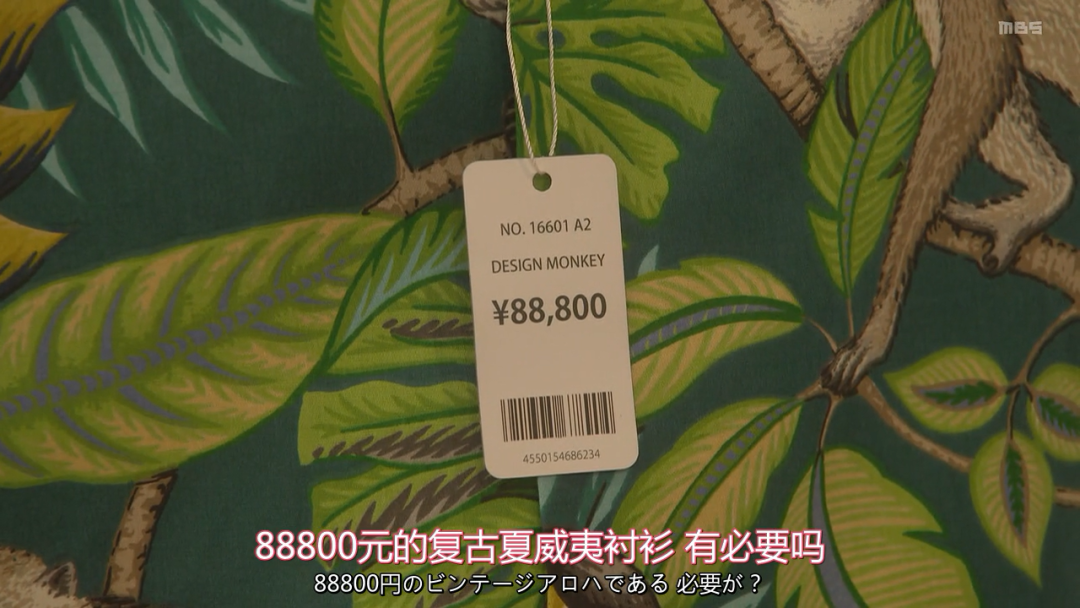 MBS
NO. 16601 A2
DESIGN MONKEY
¥88,800
4550154686234
88800元的复古夏威夷衬衫 有必要吗
88800円のビンテージアロハである 必要が？